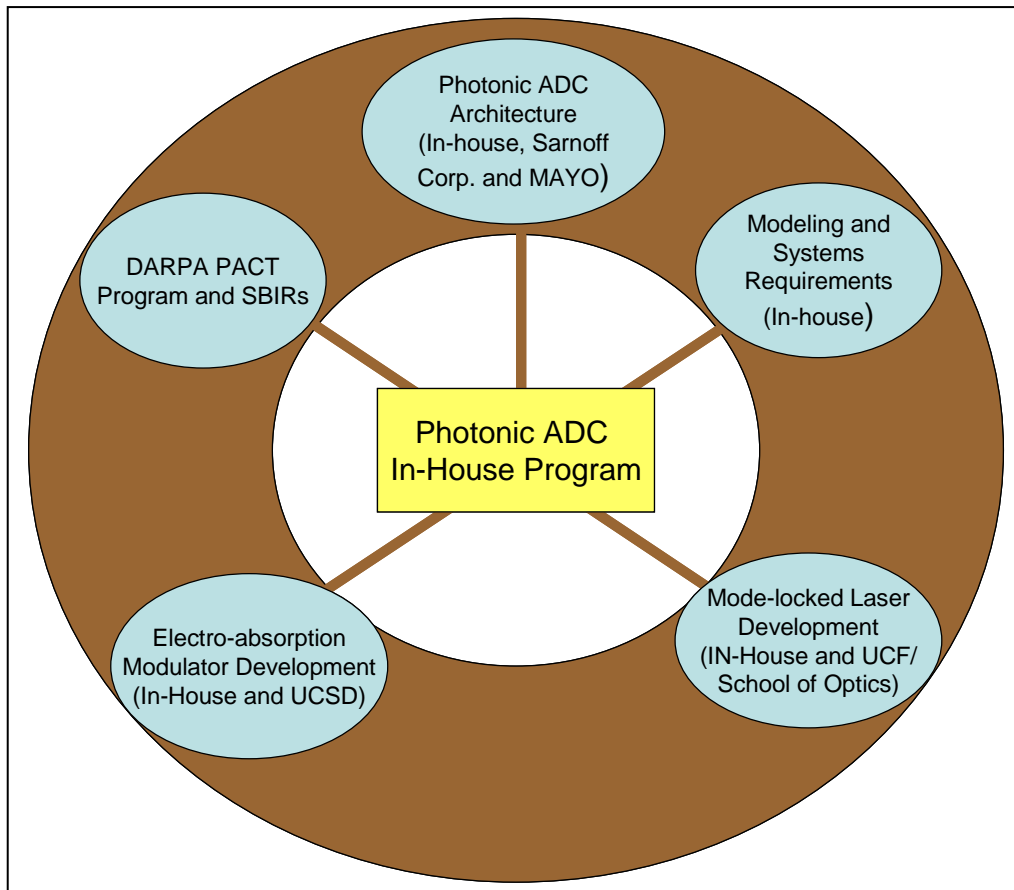 Photonic ADC
Architecture
(In-house, Sarnoff
Corp. and MAYO)
DARPA PACT
Program and SBIRs
Modeling and
Systems
Requirements
(In-house)
Photonic ADC
In-House Program
Electro-absorption
Modulator Development
(In-House and UCSD)
Mode-locked Laser
Development
(IN-House and UCF/
School of Optics)